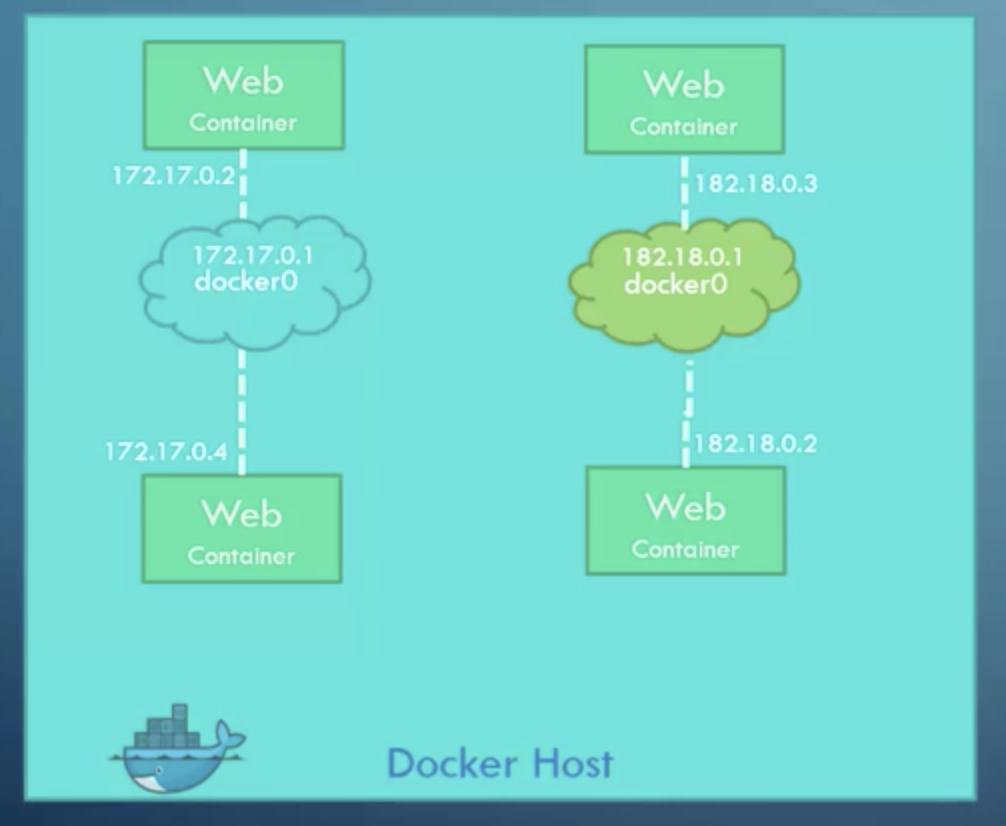 Web
Container
172.17.0.2
172.17.0.1
docker0
172.17.0.4
Web
Container
Web
Container
182.18.0.3
182.18.0.1
docker0
182.18.0.2
Web
Container
Docker Host